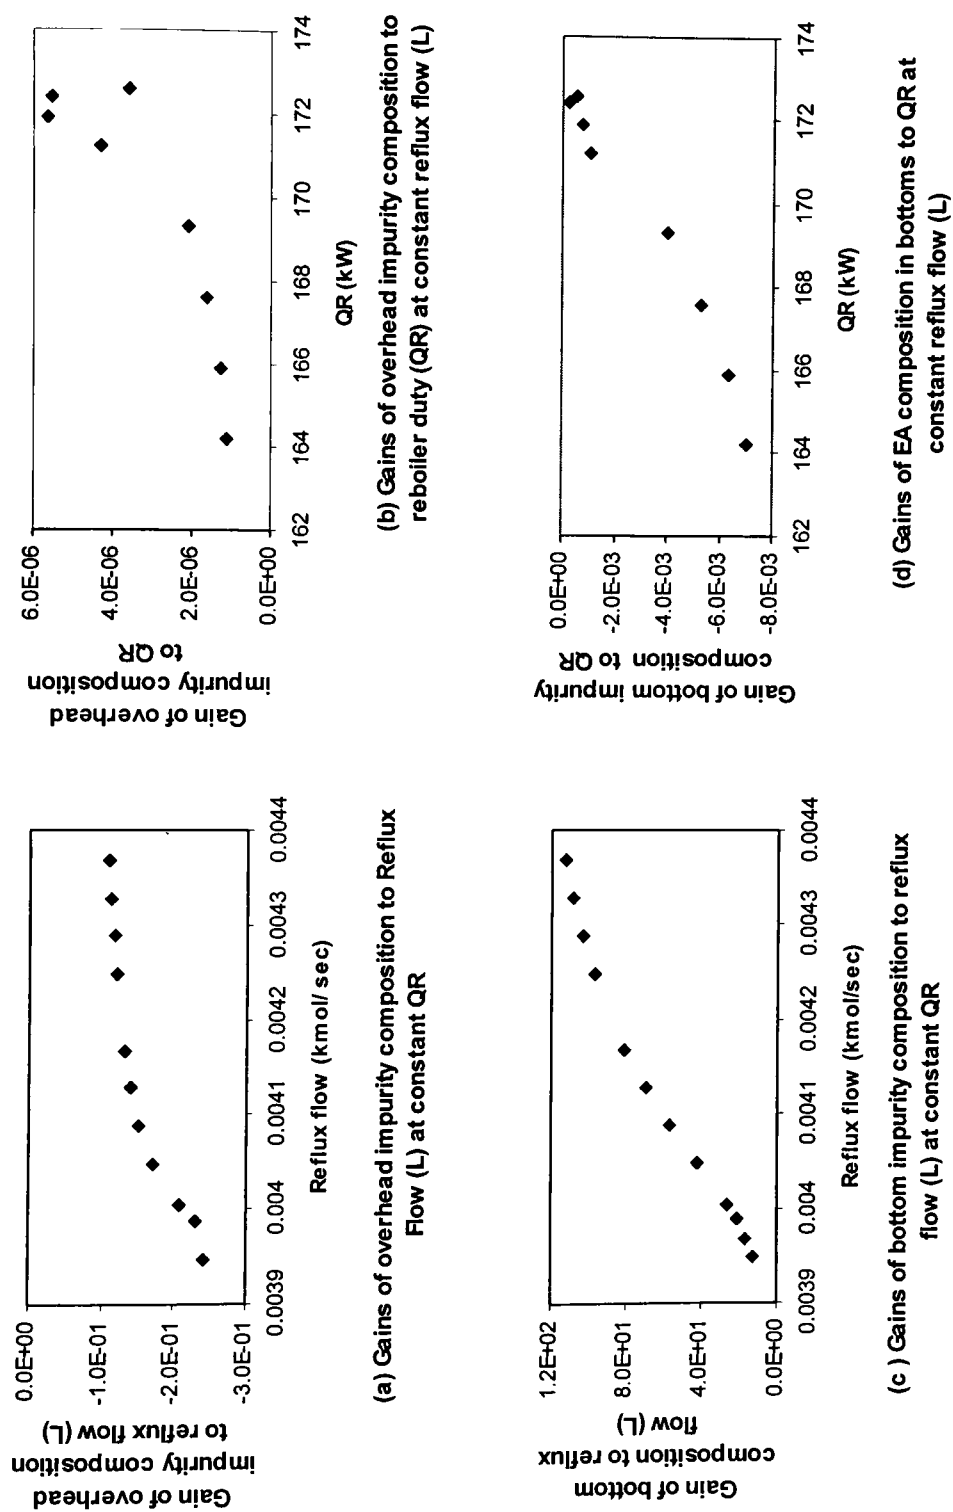 Gain of overhead
impurity composition
to reflux flow (L)
0.0E+00
-1.0E-01
-2.0E-01
-3.0E-01
0.0039
0.004
0.0041
0.0042
0.0043
0.0044
Reflux flow (kmol/ sec)
(a) Gains of overhead impurity composition to Reflux
Flow (L) at constant QR
Gain of overhead
impurity composition
to QR
6.0E-06
4.0E-06
2.0E-06
0.0E+00
162
164
166
168
170
172
174
QR (kW)
(b) Gains of overhead impurity composition to
reboiler duty (QR) at constant reflux flow (L)
Gain of bottom
composition to reflux
flow (L)
1.2E+02
8.0E+01
4.0E+01
0.0E+00
0.0039
0.004
0.0041
0.0042
0.0043
0.0044
Reflux flow (kmol/sec)
(c ) Gains of bottom impurity composition to reflux
flow (L) at constant QR
Gain of bottom impurity
composition to QR
0.0E+00
-2.0E-03
-4.0E-03
-6.0E-03
-8.0E-03
162
164
166
168
170
172
174
QR (kW)
(d) Gains of EA composition in bottoms to QR at
constant reflux flow (L)